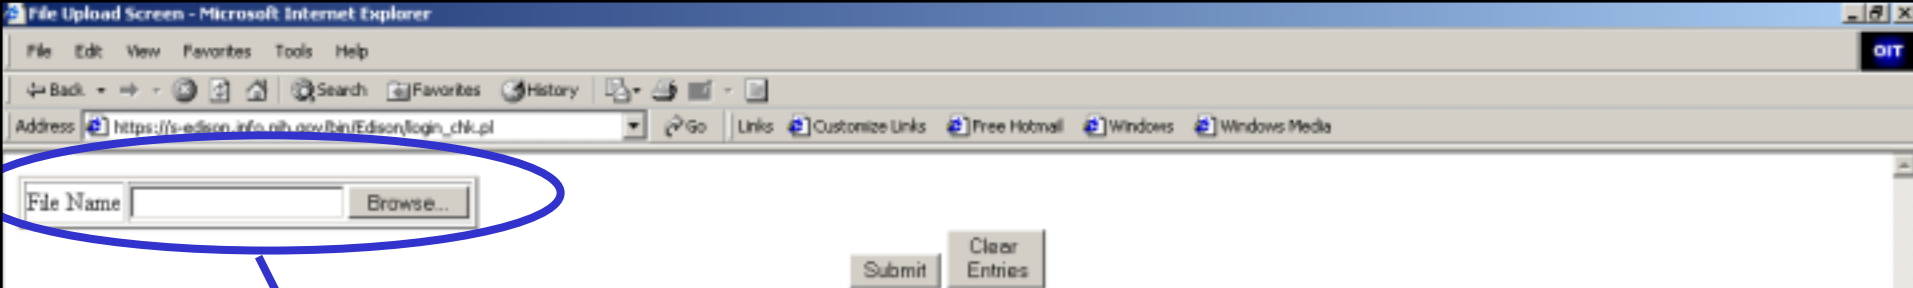 File Upload Screen - Microsoft Internet Explorer
File Edit View Favorites Tools Help
OIT
Back Search Favorites History
Address https://s-edison.info.nih.gov/bin/Edison/login_chk.pl Go Links Customize Links Free Hotmail Windows Windows Media
File Name Browse...
Clear
Submit Entries